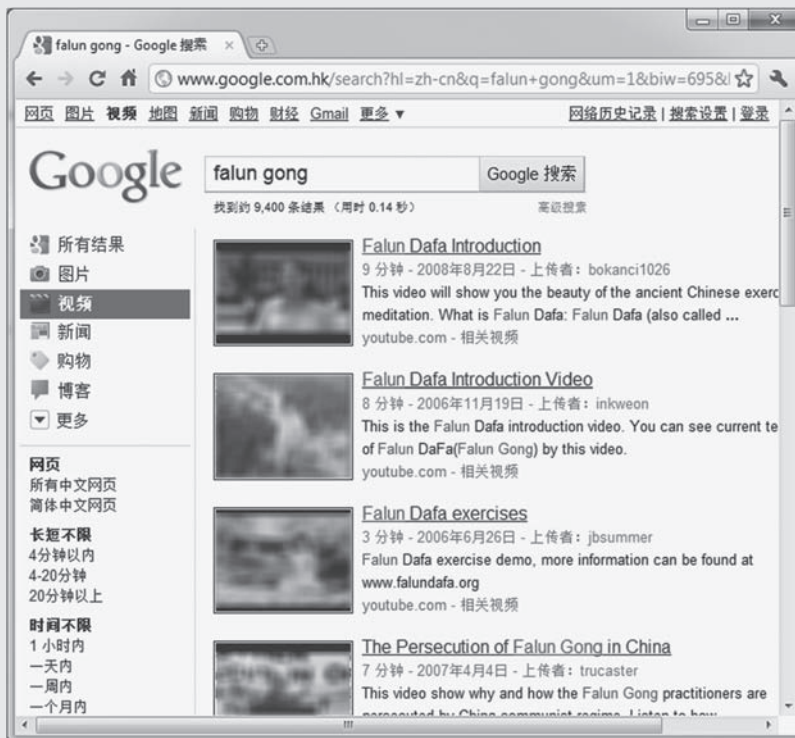 falun gong - Google 搜索
www.google.com.hk/search?hl=zh-cn&q=falun+gong&um=1&biw=695&
网页 图片 视频 地图 新闻 购物 财经 Gmail 更多 ▼ 网络历史记录 | 搜索设置 | 登录
Google
falun gong
Google 搜索
找到约 9,400 条结果 （用时 0.14 秒） 高级搜索
所有结果
图片
视频
新闻
购物
博客
更多
网页
所有中文网页
简体中文网页
长短不限
4分钟以内
4-20分钟
20分钟以上
时间不限
1 小时内
一天内
一周内
一个月内
Falun Dafa Introduction
9 分钟 - 2008年8月22日 - 上传者： bokanci1026
This video will show you the beauty of the ancient Chinese exerc
meditation. What is Falun Dafa: Falun Dafa (also called ...
youtube.com - 相关视频
Falun Dafa Introduction Video
8 分钟 - 2006年11月19日 - 上传者： inkweon
This is the Falun Dafa introduction video. You can see current te
of Falun DaFa(Falun Gong) by this video.
youtube.com - 相关视频
Falun Dafa exercises
3 分钟 - 2006年6月26日 - 上传者： jbsummer
Falun Dafa exercise demo, more information can be found at
www.falundafa.org
youtube.com - 相关视频
The Persecution of Falun Gong in China
7 分钟 - 2007年4月4日 - 上传者： trucaster
This video show why and how the Falun Gong practitioners are
persecuted by China communist regime. Listen to how